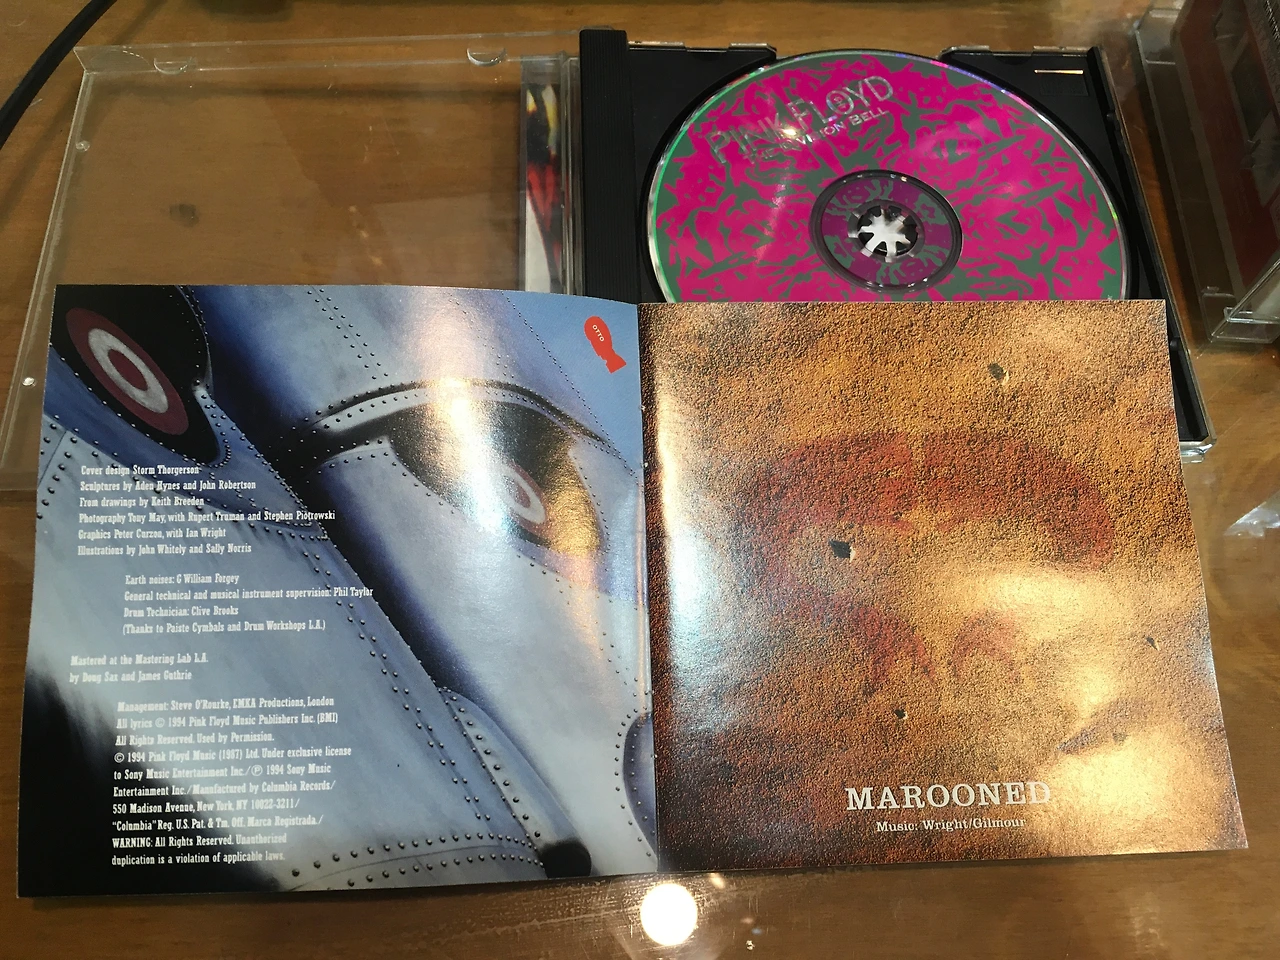 PINK FLOYD
THE DIVISION BELL
OTTO
Cover design Storm Thorgerson
Sculptures by Aden Hynes and John Robertson
From drawings by Keith Breeden
Photography Tony May, with Rupert Truman and Stephen Piotrowski
Graphics Peter Curzon, with Ian Wright
Illustrations by John Whitely and Sally Norris
Earth noises: G William Forgey
General technical and musical instrument supervision: Phil Taylor
Drum Technician: Clive Brooks
(Thanks to Paiste Cymbals and Drum Workshops L.A.)
Mastered at the Mastering Lab L.A.
by Doug Sax and James Guthrie
Management: Steve O'Rourke, EMKA Productions, London
All lyrics © 1994 Pink Floyd Music Publishers Inc. (BMI)
All Rights Reserved. Used by Permission.
© 1994 Pink Floyd Music (1987) Ltd. Under exclusive license
to Sony Music Entertainment Inc./℗ 1994 Sony Music
Entertainment Inc./Manufactured by Columbia Records/
550 Madison Avenue, New York, NY 10022-3211/
"Columbia" Reg. U.S. Pat. & Tm. Off. Marca Registrada./
WARNING: All Rights Reserved. Unauthorized
duplication is a violation of applicable laws.
MAROONED
Music: Wright/Gilmour